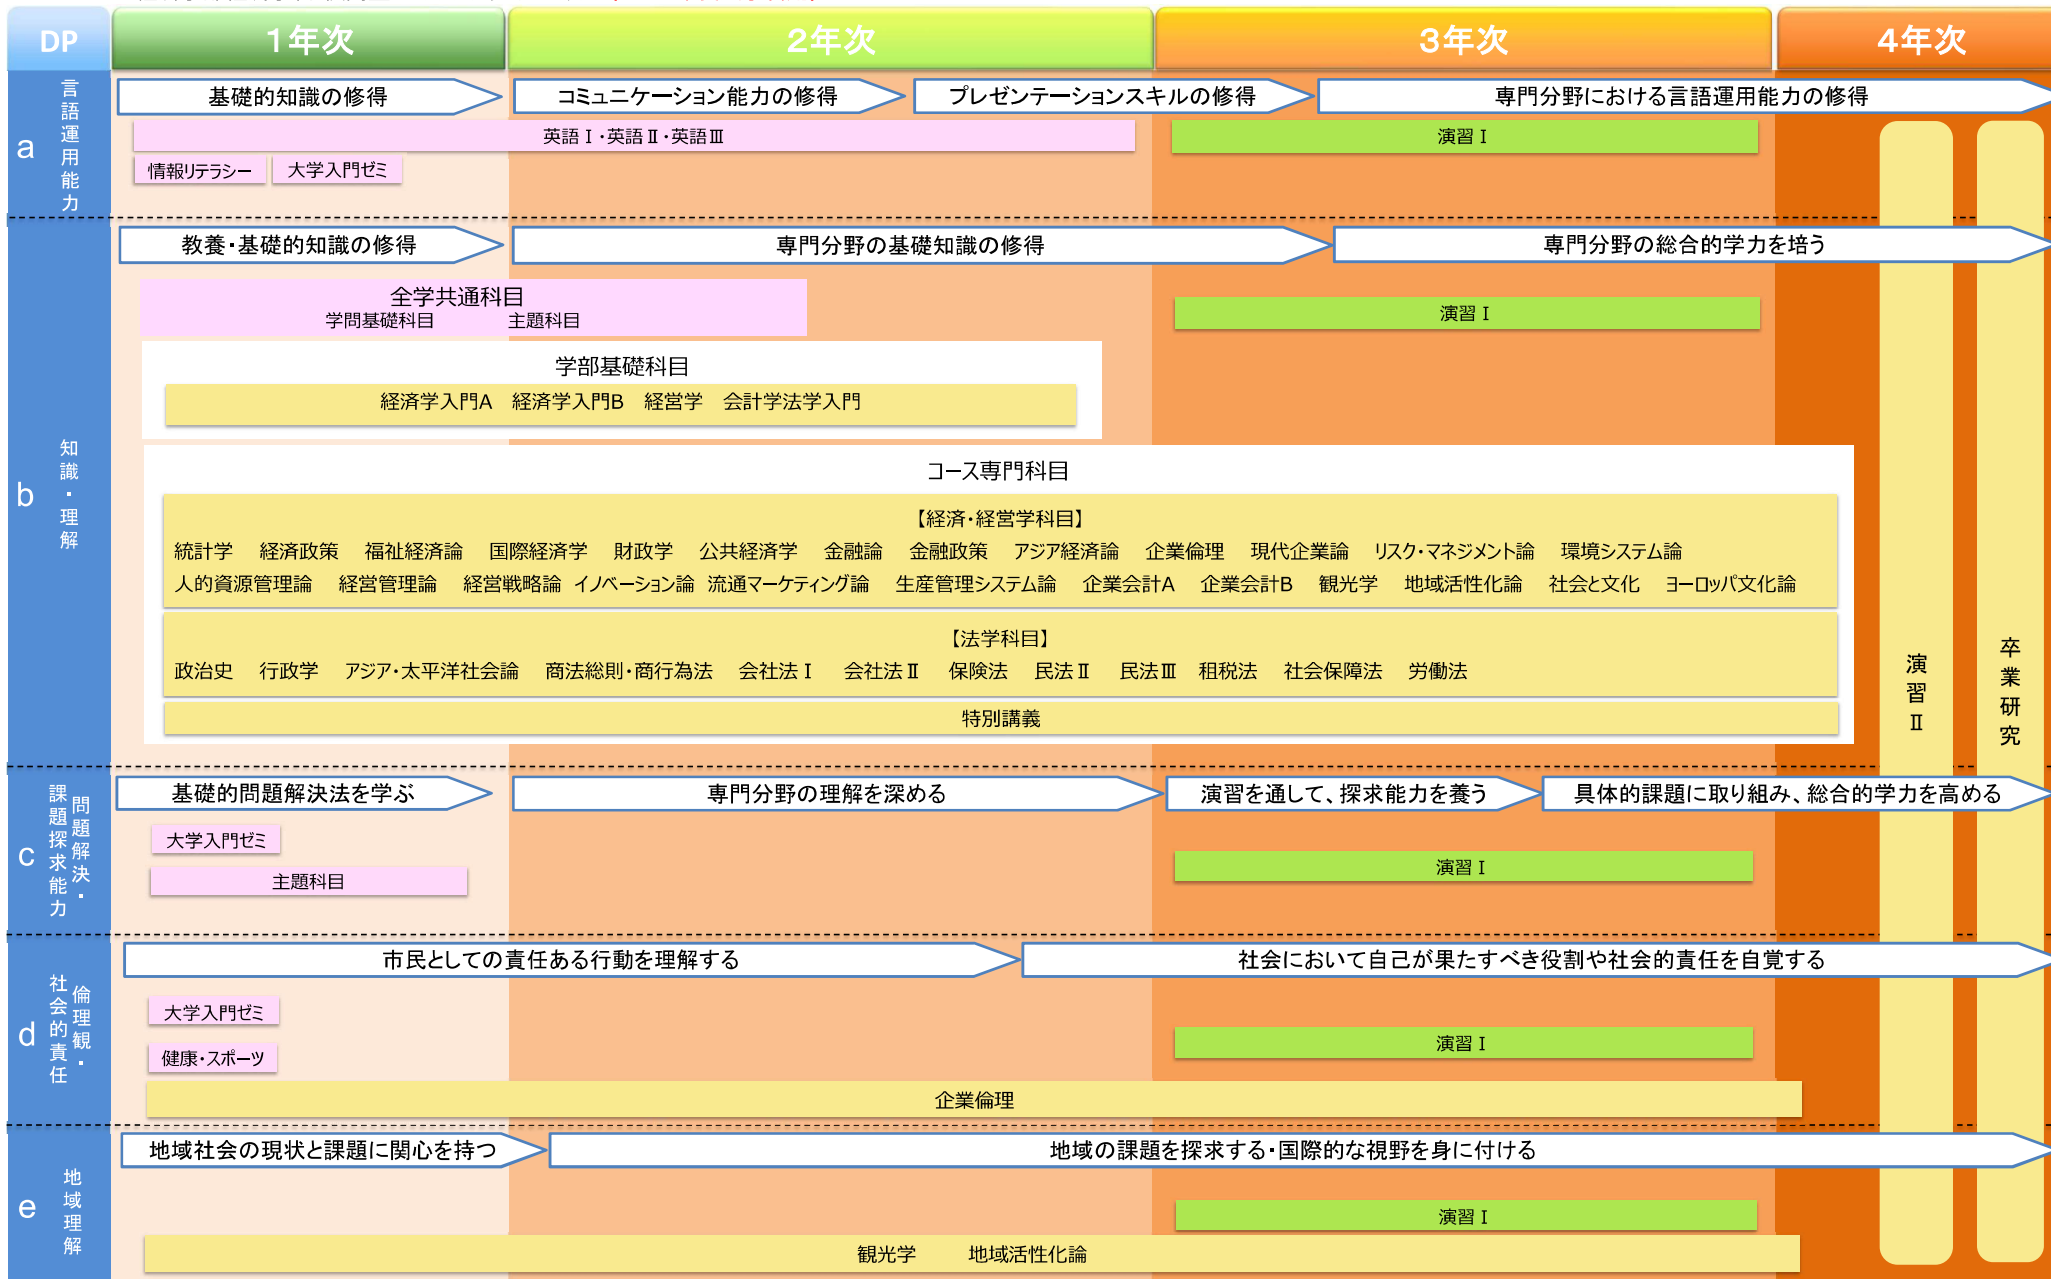 DP
1年次
2年次
3年次
4年次
a
言語運用能力
基礎的知識の修得
コミュニケーション能力の修得
プレゼンテーションスキルの修得
専門分野における言語運用能力の修得
英語Ⅰ・英語Ⅱ・英語Ⅲ
演習Ⅰ
情報リテラシー
大学入門ゼミ
b
知識・理解
教養・基礎的知識の修得
専門分野の基礎知識の修得
専門分野の総合的学力を培う
全学共通科目
学問基礎科目 主題科目
演習Ⅰ
学部基礎科目
経済学入門A 経済学入門B 経営学 会計学法学入門
コース専門科目
【経済・経営学科目】
統計学 経済政策 福祉経済論 国際経済学 財政学 公共経済学 金融論 金融政策 アジア経済論 企業倫理 現代企業論 リスク・マネジメント論 環境システム論
人的資源管理論 経営管理論 経営戦略論 イノベーション論 流通マーケティング論 生産管理システム論 企業会計A 企業会計B 観光学 地域活性化論 社会と文化 ヨーロッパ文化論
【法学科目】
政治史 行政学 アジア・太平洋社会論 商法総則・商行為法 会社法Ⅰ 会社法Ⅱ 保険法 民法Ⅱ 民法Ⅲ 租税法 社会保障法 労働法
特別講義
演習Ⅱ
卒業研究
c
問題解決・
課題探求能力
基礎的問題解決法を学ぶ
専門分野の理解を深める
演習を通して、探求能力を養う
具体的課題に取り組み、総合的学力を高める
大学入門ゼミ
主題科目
演習Ⅰ
d
倫理観・
社会的責任
市民としての責任ある行動を理解する
社会において自己が果たすべき役割や社会的責任を自覚する
大学入門ゼミ
健康・スポーツ
演習Ⅰ
企業倫理
e
地域理解
地域社会の現状と課題に関心を持つ
地域の課題を探求する・国際的な視野を身に付ける
演習Ⅰ
観光学 地域活性化論